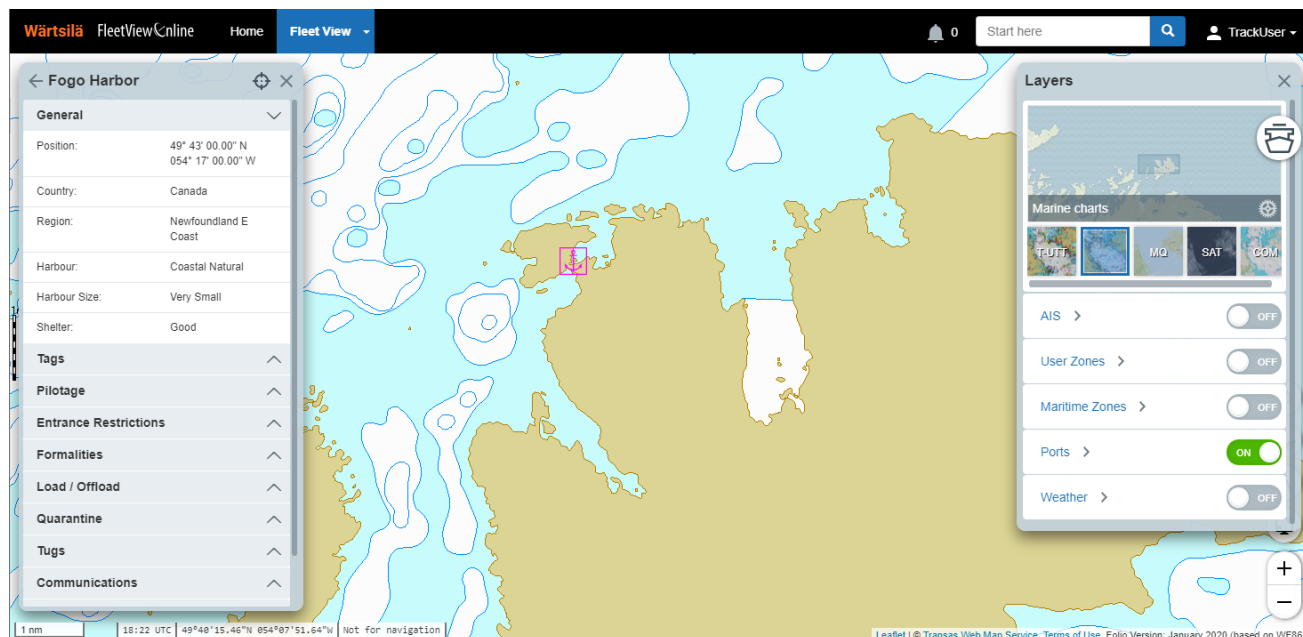 Wärtsilä FleetView Online Home Fleet View 0 Start here TrackUser
Fogo Harbor
General
Position: 49° 43' 00.00" N
054° 17' 00.00" W
Country: Canada
Region: Newfoundland E
Coast
Harbour: Coastal Natural
Harbour Size: Very Small
Shelter: Good
Tags
Pilotage
Entrance Restrictions
Formalities
Load / Offload
Quarantine
Tugs
Communications
1 nm 18:22 UTC 49°40'15.46"N 054°07'51.64"W Not for navigation
Layers
Marine charts
T-UTT MQ SAT COM
AIS OFF
User Zones OFF
Maritime Zones OFF
Ports ON
Weather OFF
+
−
Leaflet | © Transas Web Map Service. Terms of Use. Folio Version: January 2020 (based on WF86